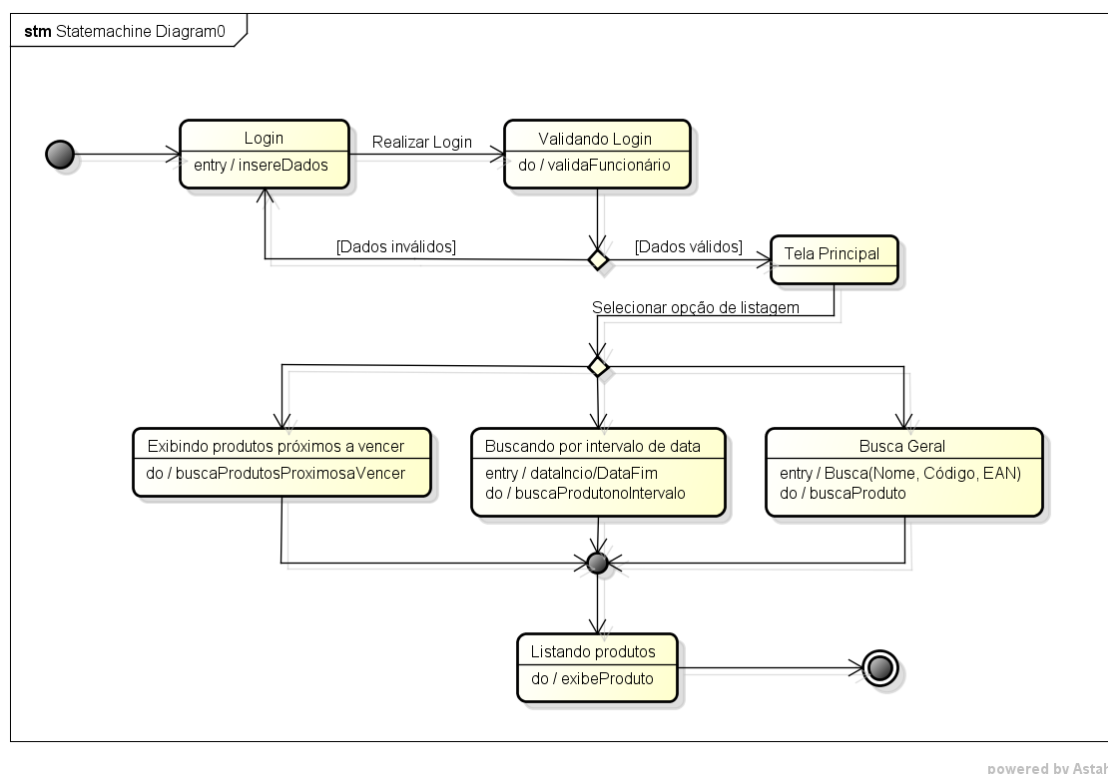 stm Statemachine Diagram0
Login
entry / insereDados
Realizar Login
Validando Login
do / validaFuncionário
[Dados inválidos]
[Dados válidos]
Tela Principal
Selecionar opção de listagem
Exibindo produtos próximos a vencer
do / buscaProdutosProximosaVencer
Buscando por intervalo de data
entry / dataIncio/DataFim
do / buscaProdutonoIntervalo
Busca Geral
entry / Busca(Nome, Código, EAN)
do / buscaProduto
Listando produtos
do / exibeProduto
powered by Astah